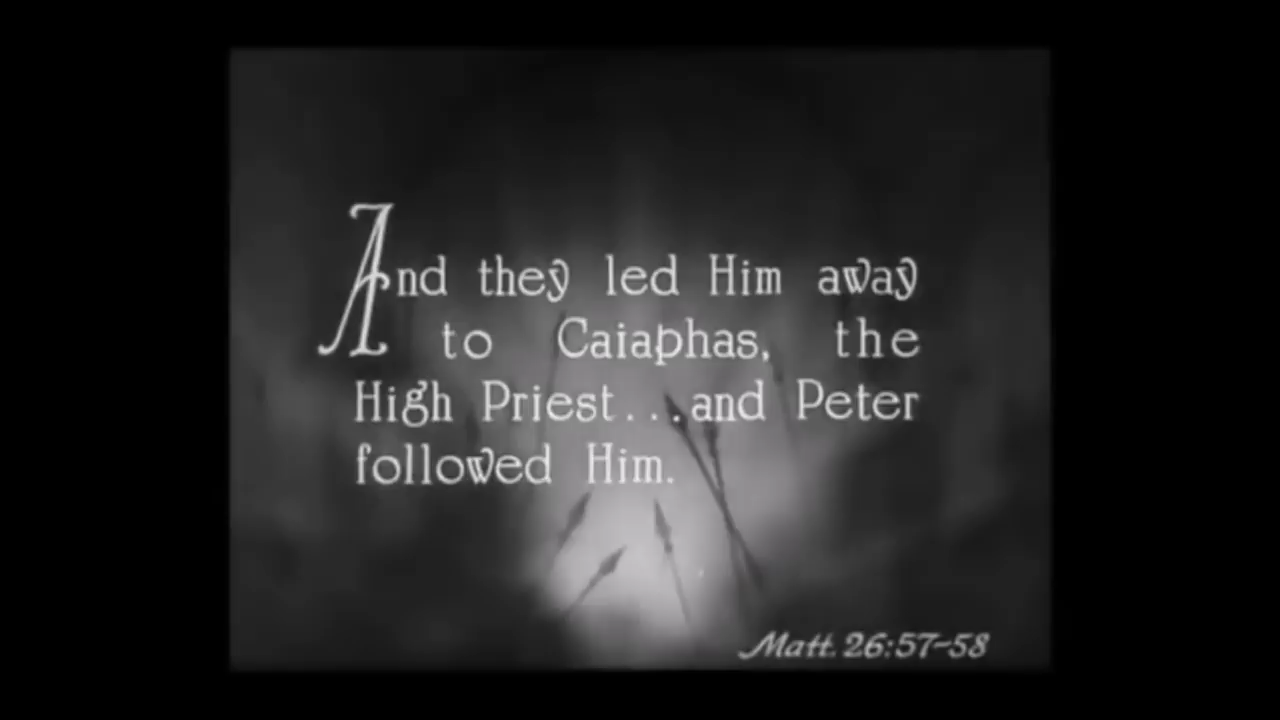 And they led Him away
to Caiaphas, the
High Priest...and Peter
followed Him.
Matt. 26:57-58